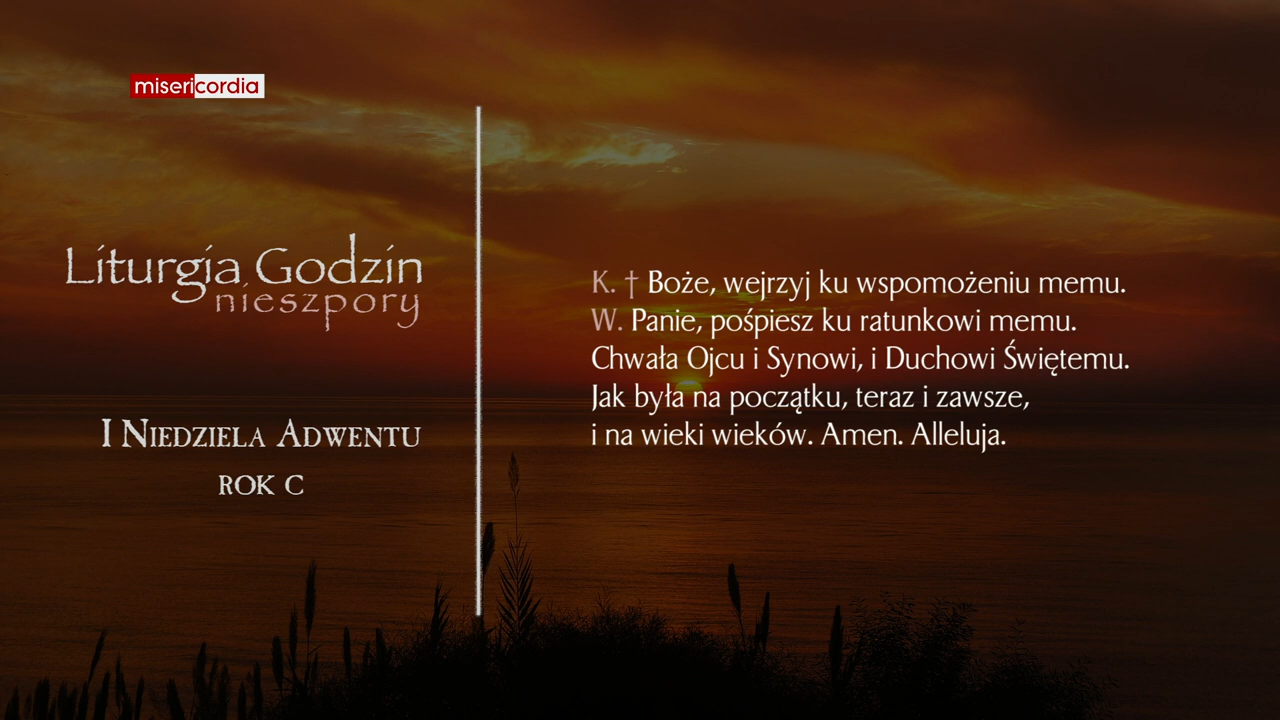 misericordia
Liturgia Godzin
nieszpory
I Niedziela Adwentu
rok C
K. † Boże, wejrzyj ku wspomożeniu memu.
W. Panie, pośpiesz ku ratunkowi memu.
Chwała Ojcu i Synowi, i Duchowi Świętemu.
Jak była na początku, teraz i zawsze,
i na wieki wieków. Amen. Alleluja.